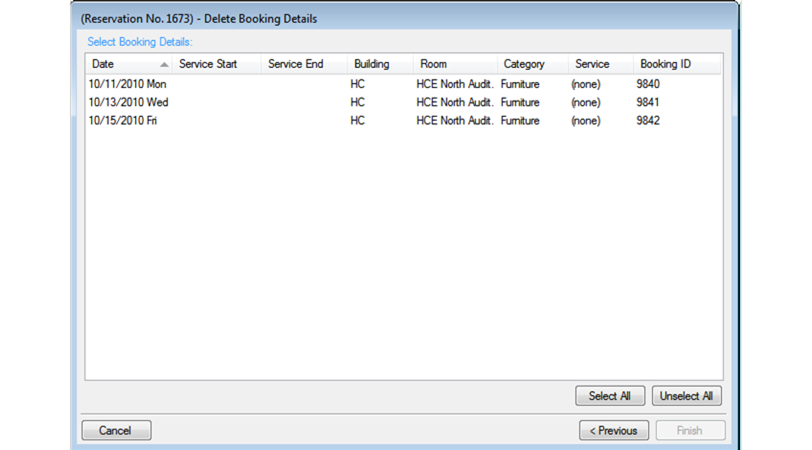 (Reservation No. 1673) - Delete Booking Details
Select Booking Details:
Date Service Start Service End Building Room Category Service Booking ID
10/11/2010 Mon HC HCE North Audit. Furniture (none) 9840
10/13/2010 Wed HC HCE North Audit. Furniture (none) 9841
10/15/2010 Fri HC HCE North Audit. Furniture (none) 9842
Select All Unselect All
Cancel < Previous Finish